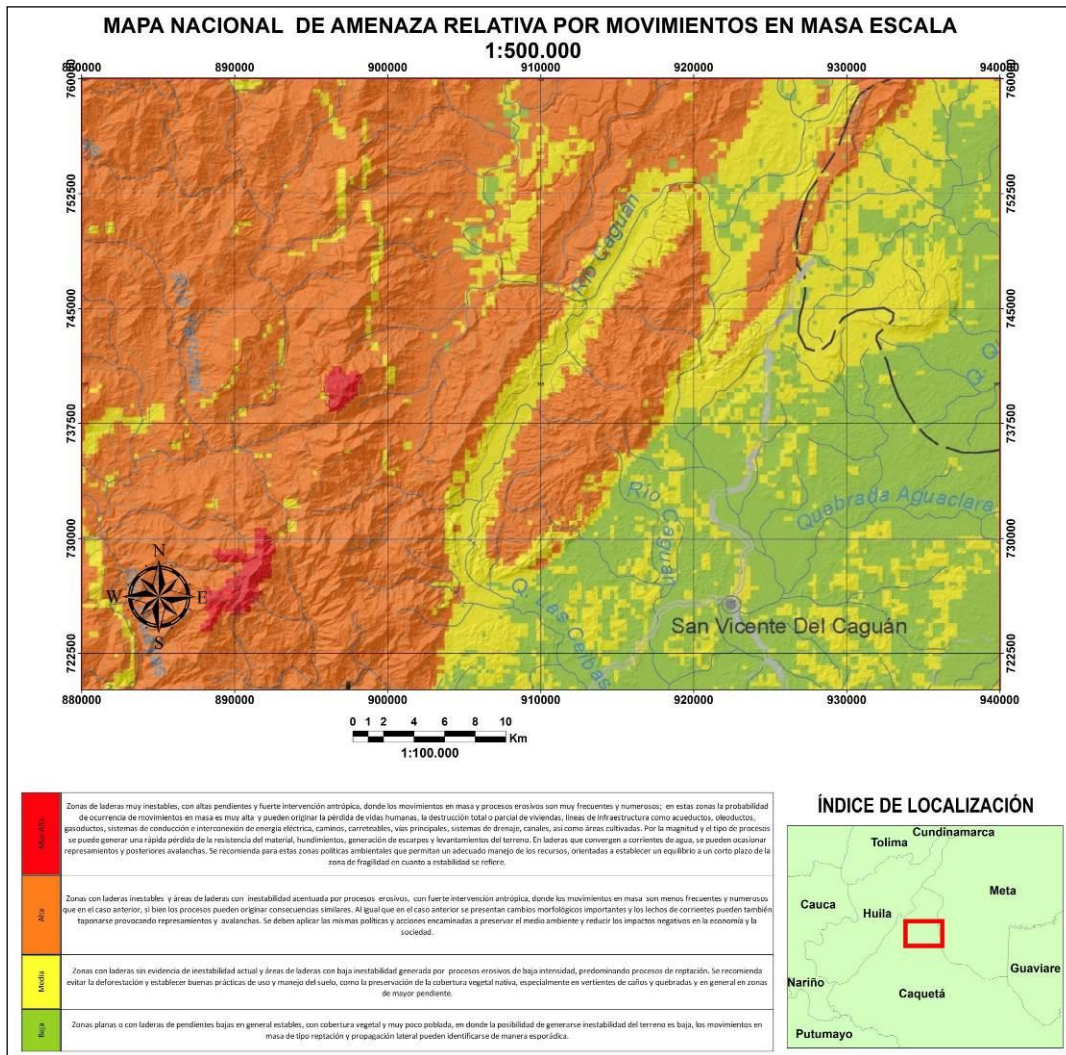 MAPA NACIONAL DE AMENAZA RELATIVA POR MOVIMIENTOS EN MASA ESCALA
1:500.000
880000 890000 900000 910000 920000 930000 940000
760000 760000
752500 752500
745000 745000
737500 737500
730000 730000
722500 722500
Río Caguan
Río Caguan
Quebrada Aguaclara
Q. Las Ceibas
Q.
San Vicente Del Caguán
N
W E
S
880000 890000 900000 910000 920000 930000 940000
0 1 2 4 6 8 10
Km
1:100.000
Muy Alta
Zonas de laderas muy inestables, con altas pendientes y fuerte intervención antrópica, donde los movimientos en masa y procesos erosivos son muy frecuentes y numerosos; en estas zonas la probabilidad
de ocurrencia de movimientos en masa es muy alta y pueden originar la pérdida de vidas humanas, la destrucción total o parcial de viviendas, líneas de infraestructura como acueductos, oleoductos,
gasoductos, sistemas de conducción e interconexión de energía eléctrica, caminos, carreteables, vías principales, sistemas de drenaje, canales, así como áreas cultivadas. Por la magnitud y el tipo de procesos
se puede generar una rápida pérdida de la resistencia del material, hundimientos, generación de escarpes y levantamientos del terreno. En laderas que convergen a corrientes de agua, se pueden ocasionar
represamientos y posteriores avalanchas. Se recomienda para estas zonas políticas ambientales que permitan un adecuado manejo de los recursos, orientadas a establecer un equilibrio a un corto plazo de la
zona de fragilidad en cuanto a estabilidad se refiere.
Alta
Zonas con laderas inestables y áreas de laderas con inestabilidad acentuada por procesos erosivos, con fuerte intervención antrópica, donde los movimientos en masa son menos frecuentes y numerosos
que en el caso anterior, si bien los procesos pueden originar consecuencias similares. Al igual que en el caso anterior se presentan cambios morfológicos importantes y los lechos de corrientes pueden también
taponarse provocando represamientos y avalanchas. Se deben aplicar las mismas políticas y acciones encaminadas a preservar el medio ambiente y reducir los impactos negativos en la economía y la
sociedad.
Media
Zonas con laderas sin evidencia de inestabilidad actual y áreas de laderas con baja inestabilidad generada por procesos erosivos de baja intensidad, predominando procesos de reptación. Se recomienda
evitar la deforestación y establecer buenas prácticas de uso y manejo del suelo, como la preservación de la cobertura vegetal nativa, especialmente en vertientes de caños y quebradas y en general en zonas
de mayor pendiente.
Baja
Zonas planas o con laderas de pendientes bajas en general estables, con cobertura vegetal y muy poco poblada, en donde la posibilidad de generarse inestabilidad del terreno es baja, los movimientos en
masa de tipo reptación y propagación lateral pueden identificarse de manera esporádica.
ÍNDICE DE LOCALIZACIÓN
Cundinamarca
Tolima
Meta
Cauca
Huila
Guaviare
Nariño
Caquetá
Putumayo